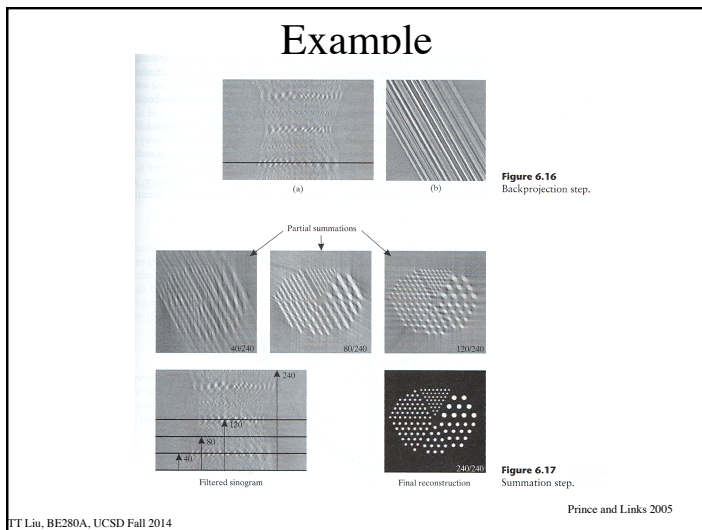 Example
(a)
(b)
Figure 6.16
Backprojection step.
Partial summations
40/240
80/240
120/240
240
120
80
40
Filtered sinogram
240/240
Final reconstruction
Figure 6.17
Summation step.
Prince and Links 2005
TT Liu, BE280A, UCSD Fall 2014